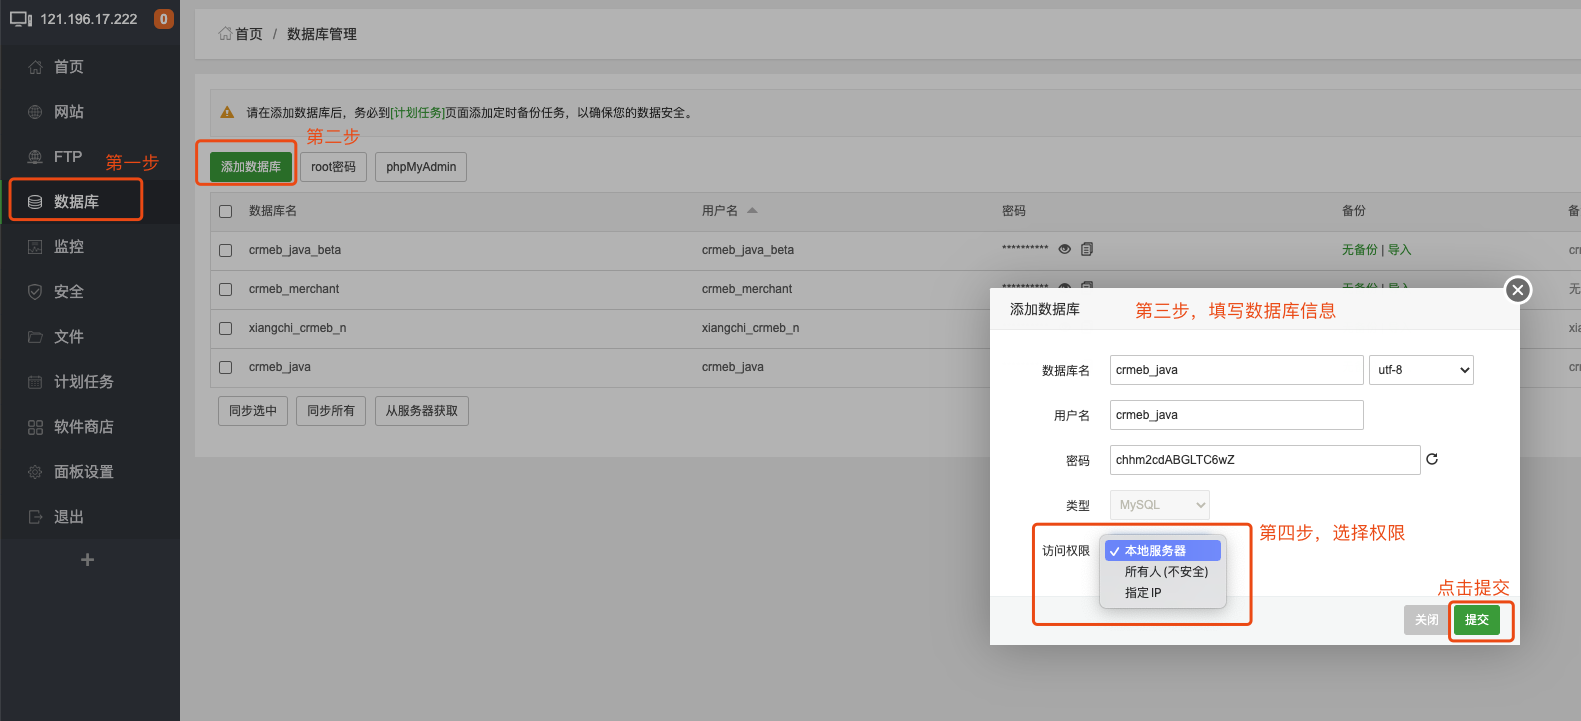 121.196.17.222 0
首页
网站
FTP
第一步
数据库
监控
安全
文件
计划任务
软件商店
面板设置
退出
首页 / 数据库管理
请在添加数据库后，务必到[计划任务]页面添加定时备份任务，以确保您的数据安全。
第二步
添加数据库 root密码 phpMyAdmin
数据库名 用户名 密码 备份 备
crmeb_java_beta crmeb_java_beta ********** 无备份 | 导入 cr
crmeb_merchant crmeb_merchant ********** 无备份 | 导入 无
xiangchi_crmeb_n xiangchi_crmeb_n xia
crmeb_java crmeb_java cr
同步选中 同步所有 从服务器获取
添加数据库 第三步，填写数据库信息
数据库名 crmeb_java utf-8
用户名 crmeb_java
密码 chhm2cdABGLTC6wZ
类型 MySQL
第四步，选择权限
访问权限 本地服务器
所有人 (不安全)
指定 IP
点击提交
关闭 提交